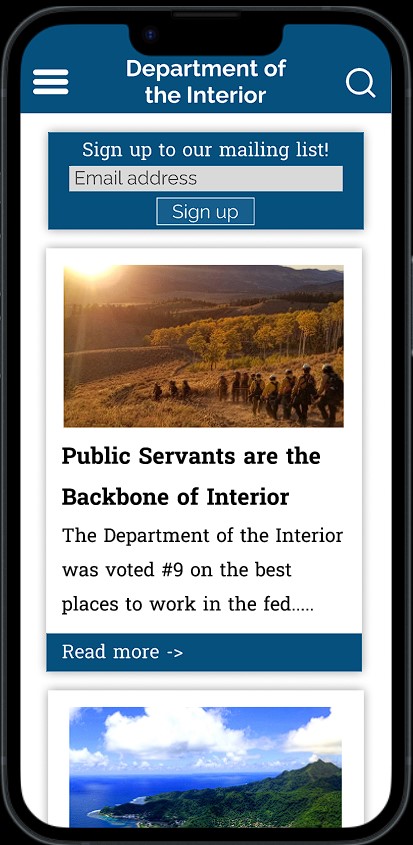 Department of
the Interior
Sign up to our mailing list!
Email address
Sign up
Public Servants are the
Backbone of Interior
The Department of the Interior
was voted #9 on the best
places to work in the fed.....
Read more ->